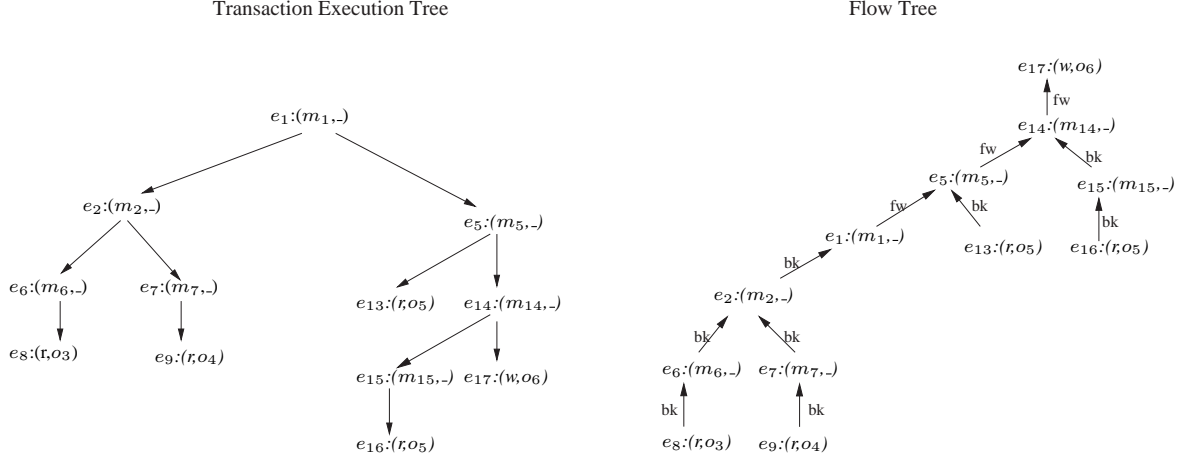 Transaction Execution Tree
e₁:(m₁,_)
e₂:(m₂,_)
e₅:(m₅,_)
e₆:(m₆,_)
e₇:(m₇,_)
e₁₃:(r,o₅)
e₁₄:(m₁₄,_)
e₈:(r,o₃)
e₉:(r,o₄)
e₁₅:(m₁₅,_)
e₁₇:(w,o₆)
e₁₆:(r,o₅)
Flow Tree
e₁₇:(w,o₆)
fw
e₁₄:(m₁₄,_)
fw
bk
e₅:(m₅,_)
e₁₅:(m₁₅,_)
fw
bk
bk
e₁:(m₁,_)
e₁₃:(r,o₅)
e₁₆:(r,o₅)
bk
e₂:(m₂,_)
bk
bk
e₆:(m₆,_)
e₇:(m₇,_)
bk
bk
e₈:(r,o₃)
e₉:(r,o₄)